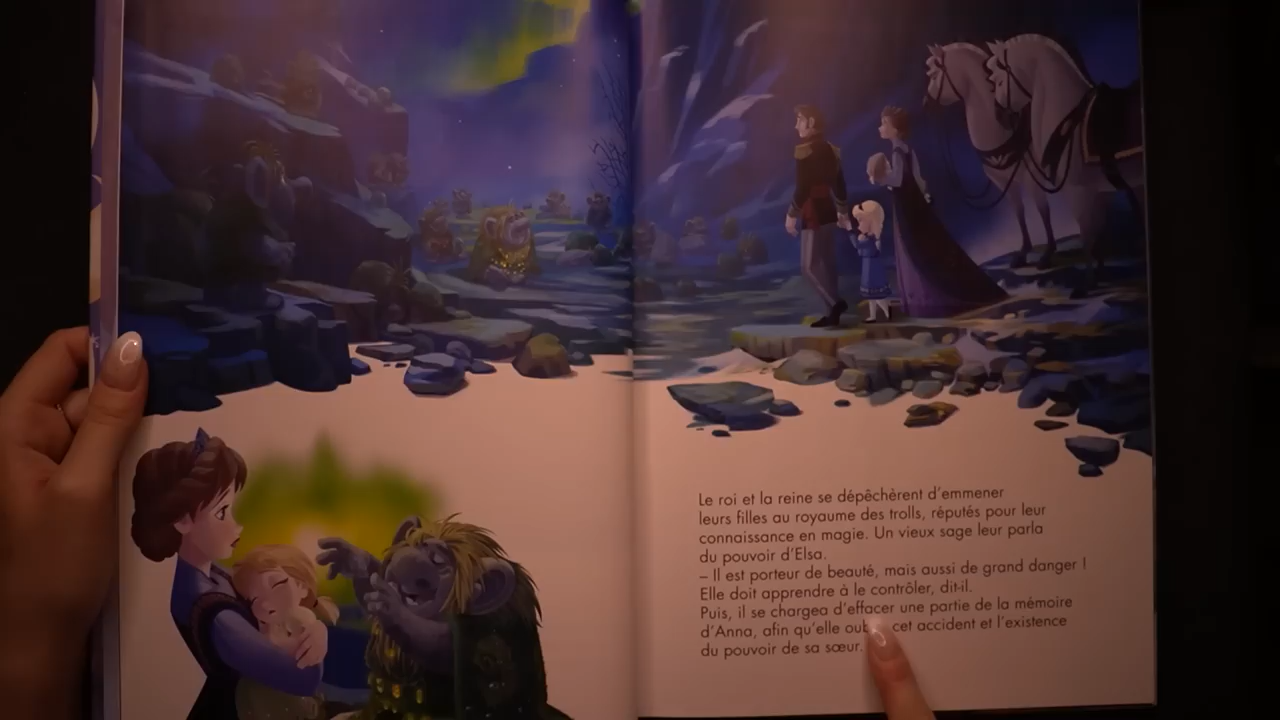 Le roi et la reine se dépêchèrent d'emmener
leurs filles au royaume des trolls, réputés pour leur
connaissance en magie. Un vieux sage leur parla
du pouvoir d'Elsa.
– Il est porteur de beauté, mais aussi de grand danger !
Elle doit apprendre à le contrôler, dit-il.
Puis, il se chargea d'effacer une partie de la mémoire
d'Anna, afin qu'elle cet accident et l'existence
du pouvoir de sa sœur.